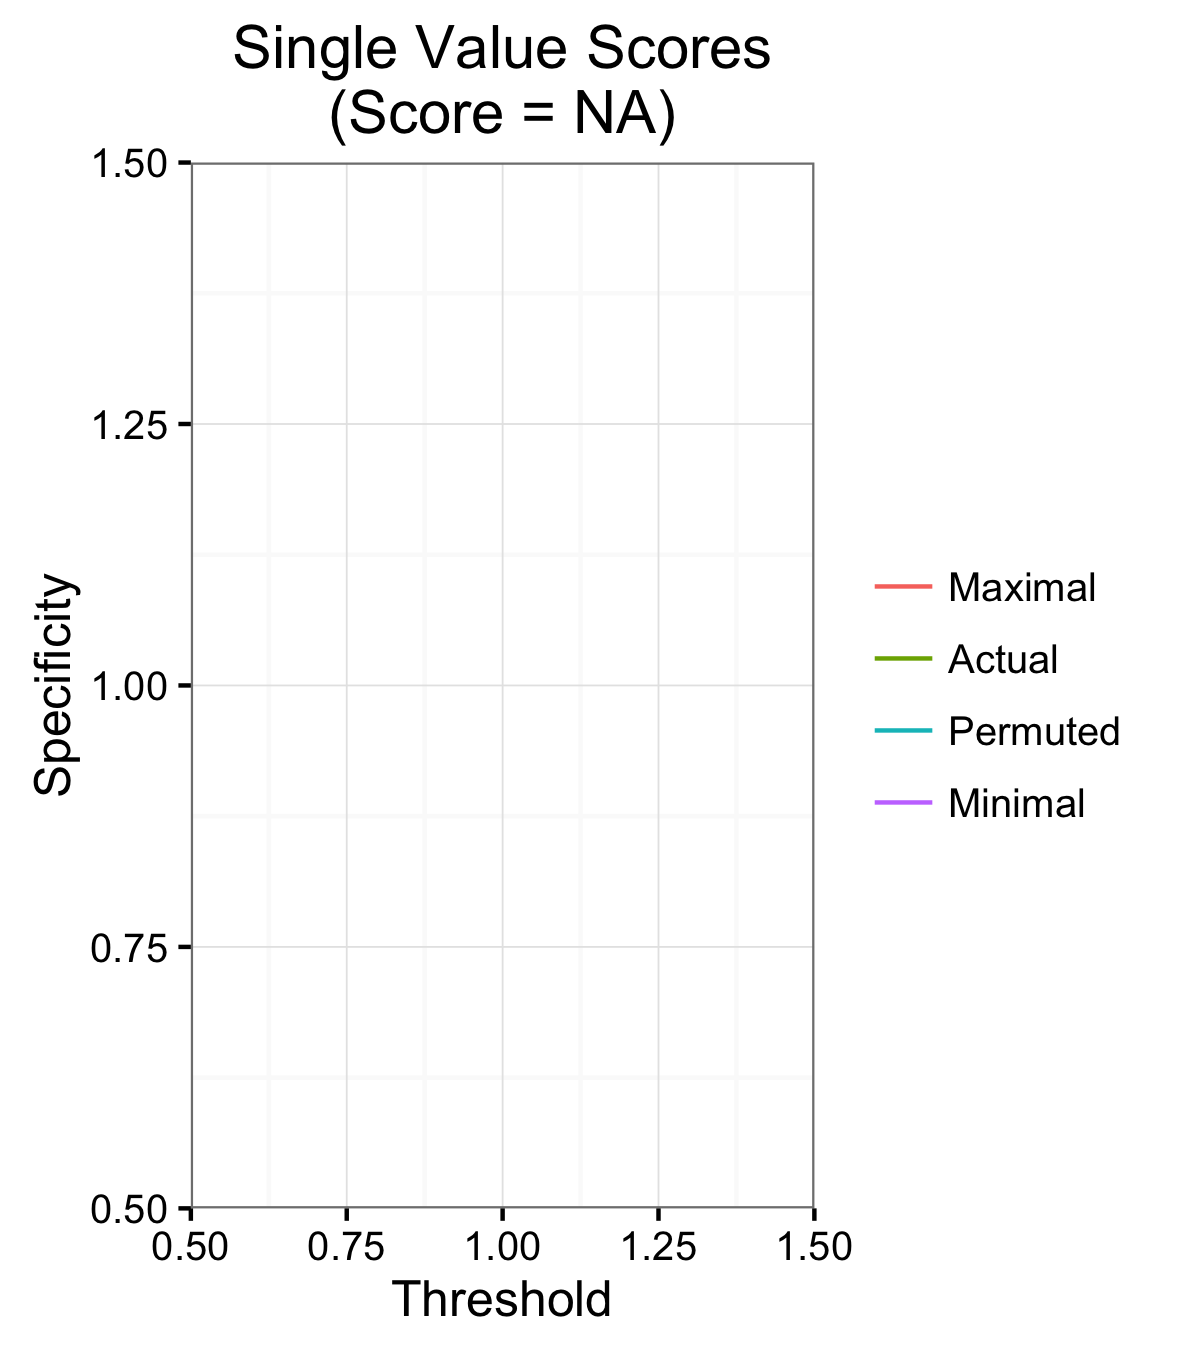 Single Value Scores
(Score = NA)
1.50
1.25
1.00
0.75
0.50
Specificity
0.50 0.75 1.00 1.25 1.50
Threshold
Maximal
Actual
Permuted
Minimal